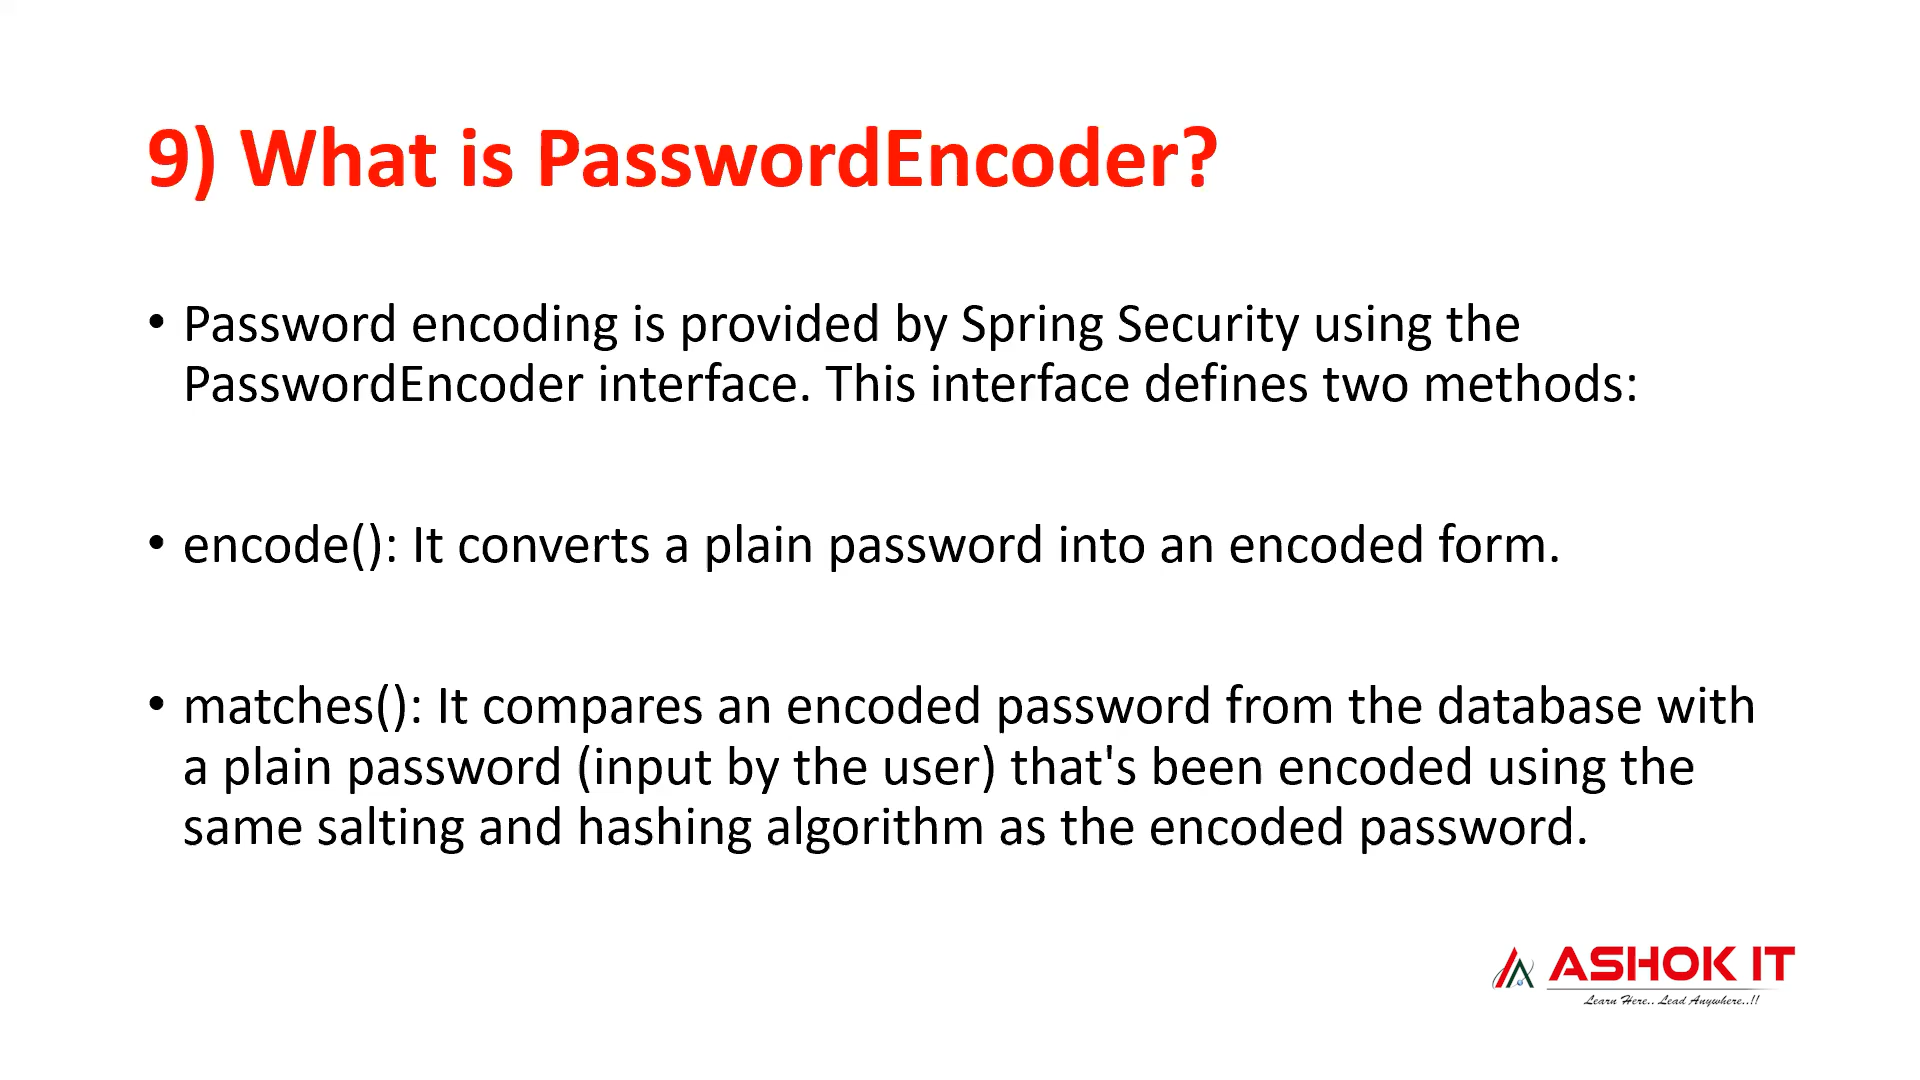 9) What is PasswordEncoder?
• Password encoding is provided by Spring Security using the
PasswordEncoder interface. This interface defines two methods:
• encode(): It converts a plain password into an encoded form.
• matches(): It compares an encoded password from the database with
a plain password (input by the user) that's been encoded using the
same salting and hashing algorithm as the encoded password.
ASHOK IT
Learn Here.. Lead Anywhere..!!